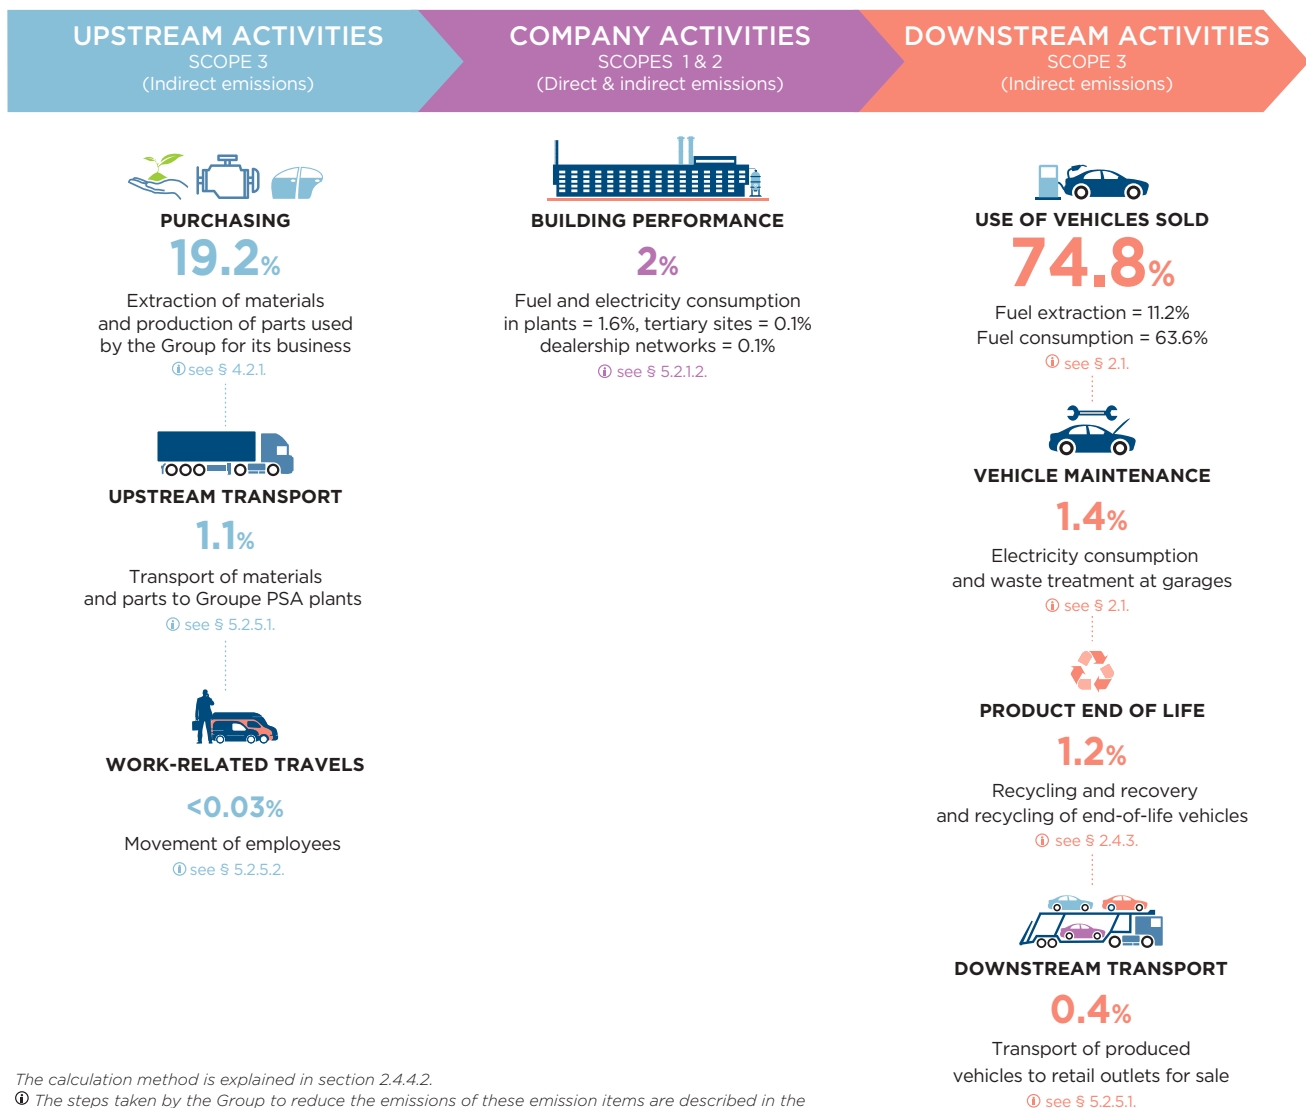 UPSTREAM ACTIVITIES
SCOPE 3
(Indirect emissions)
COMPANY ACTIVITIES
SCOPES 1 & 2
(Direct & indirect emissions)
DOWNSTREAM ACTIVITIES
SCOPE 3
(Indirect emissions)
PURCHASING
19.2%
Extraction of materials
and production of parts used
by the Group for its business
ⓘ see § 4.2.1.
UPSTREAM TRANSPORT
1.1%
Transport of materials
and parts to Groupe PSA plants
ⓘ see § 5.2.5.1.
WORK-RELATED TRAVELS
<0.03%
Movement of employees
ⓘ see § 5.2.5.2.
BUILDING PERFORMANCE
2%
Fuel and electricity consumption
in plants = 1.6%, tertiary sites = 0.1%
dealership networks = 0.1%
ⓘ see § 5.2.1.2.
USE OF VEHICLES SOLD
74.8%
Fuel extraction = 11.2%
Fuel consumption = 63.6%
ⓘ see § 2.1.
VEHICLE MAINTENANCE
1.4%
Electricity consumption
and waste treatment at garages
ⓘ see § 2.1.
PRODUCT END OF LIFE
1.2%
Recycling and recovery
and recycling of end-of-life vehicles
ⓘ see § 2.4.3.
DOWNSTREAM TRANSPORT
0.4%
Transport of produced
vehicles to retail outlets for sale
ⓘ see § 5.2.5.1.
The calculation method is explained in section 2.4.4.2.
ⓘ The steps taken by the Group to reduce the emissions of these emission items are described in the